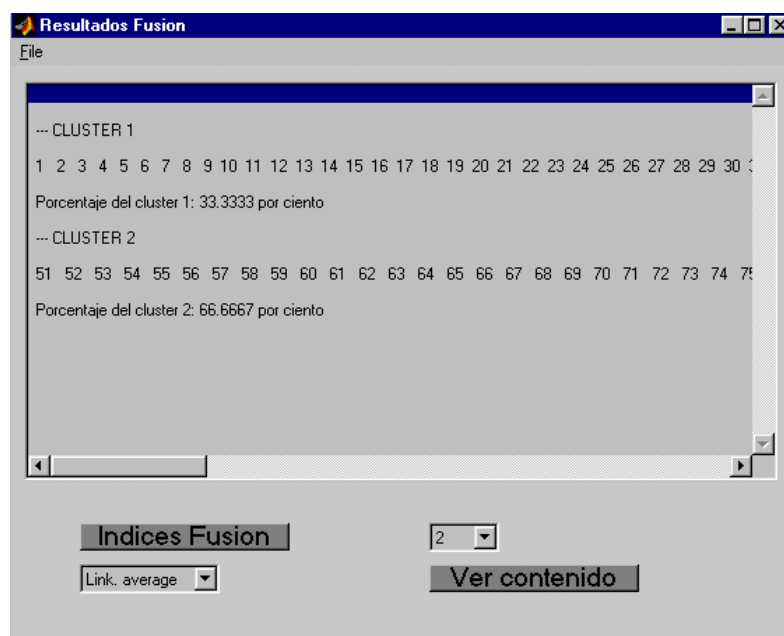 Resultados Fusion
File
--- CLUSTER 1
1 2 3 4 5 6 7 8 9 10 11 12 13 14 15 16 17 18 19 20 21 22 23 24 25 26 27 28 29 30
Porcentaje del cluster 1: 33.3333 por ciento
--- CLUSTER 2
51 52 53 54 55 56 57 58 59 60 61 62 63 64 65 66 67 68 69 70 71 72 73 74 75
Porcentaje del cluster 2: 66.6667 por ciento
Indices Fusion
2
Link. average
Ver contenido